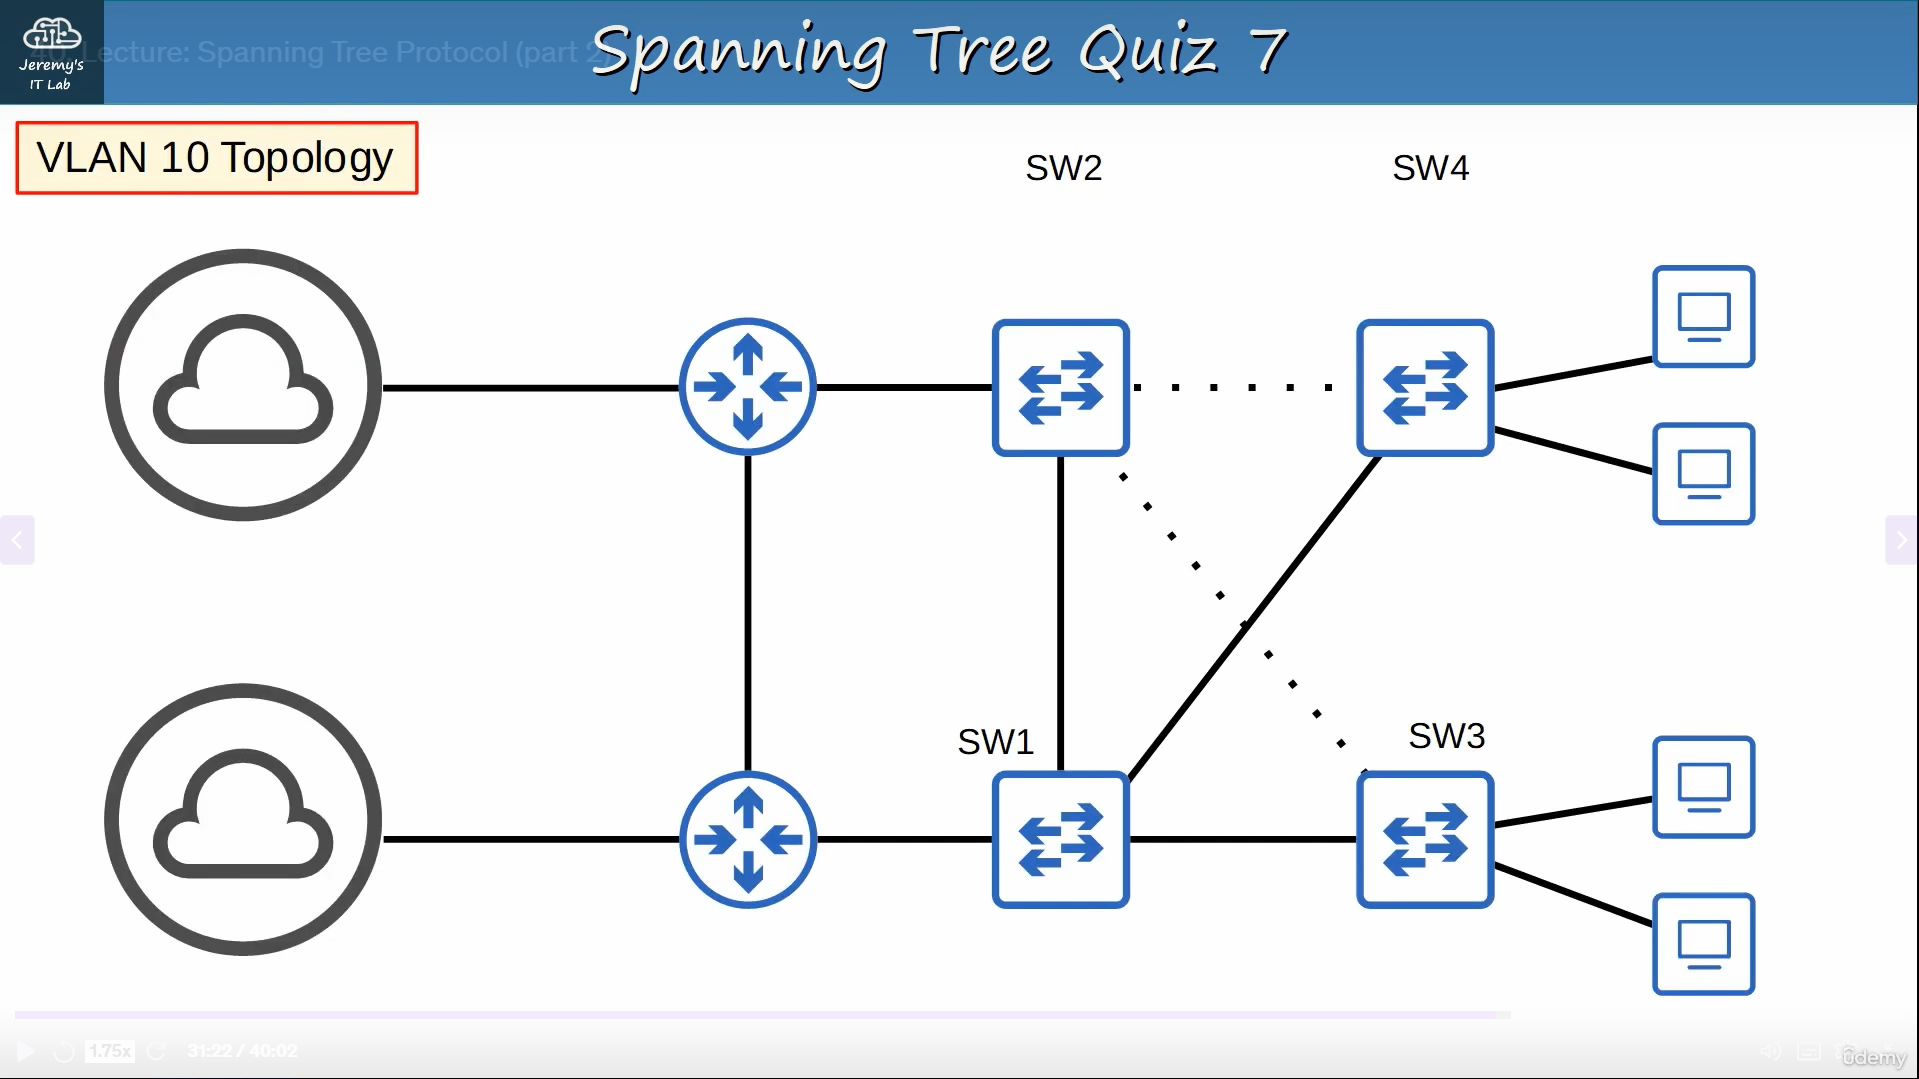 Jeremy's
IT Lab
Lecture: Spanning Tree Protocol (part 2)
Spanning Tree Quiz 7
VLAN 10 Topology
SW2
SW4
SW1
SW3
1.75x
31:22 / 40:02
ûdemy